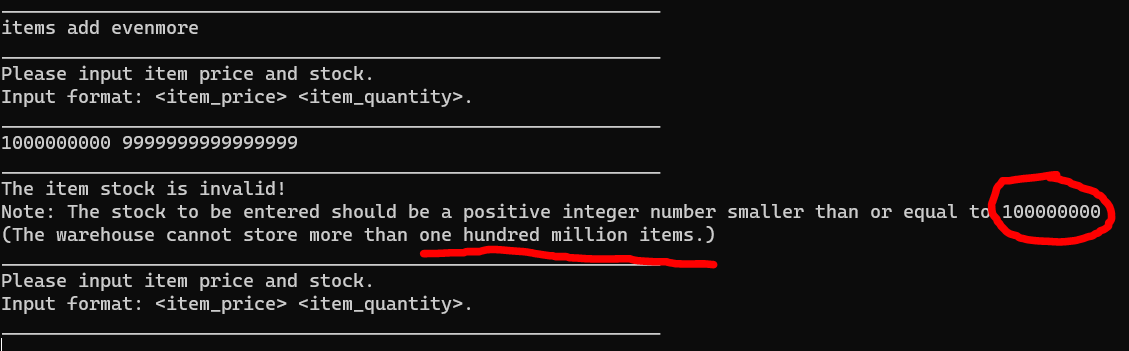 items add evenmore
Please input item price and stock.
Input format: <item_price> <item_quantity>.
1000000000 9999999999999999
The item stock is invalid!
Note: The stock to be entered should be a positive integer number smaller than or equal to 100000000
(The warehouse cannot store more than one hundred million items.)
Please input item price and stock.
Input format: <item_price> <item_quantity>.